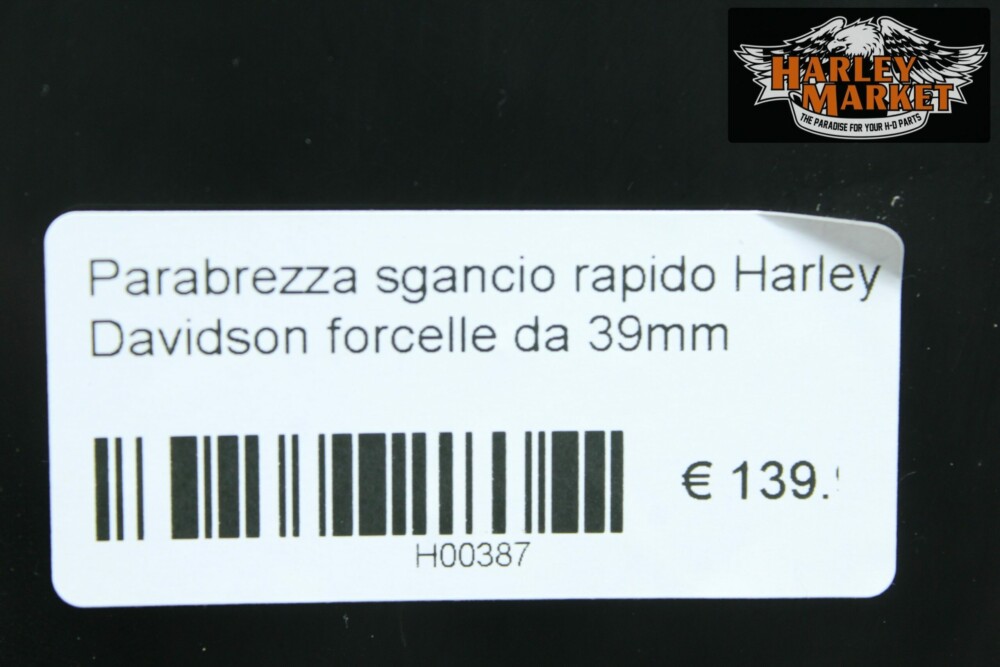 HARLEY
MARKET
THE PARADISE FOR YOUR H-D PARTS
Parabrezza sgancio rapido Harley
Davidson forcelle da 39mm
€ 139.
H00387